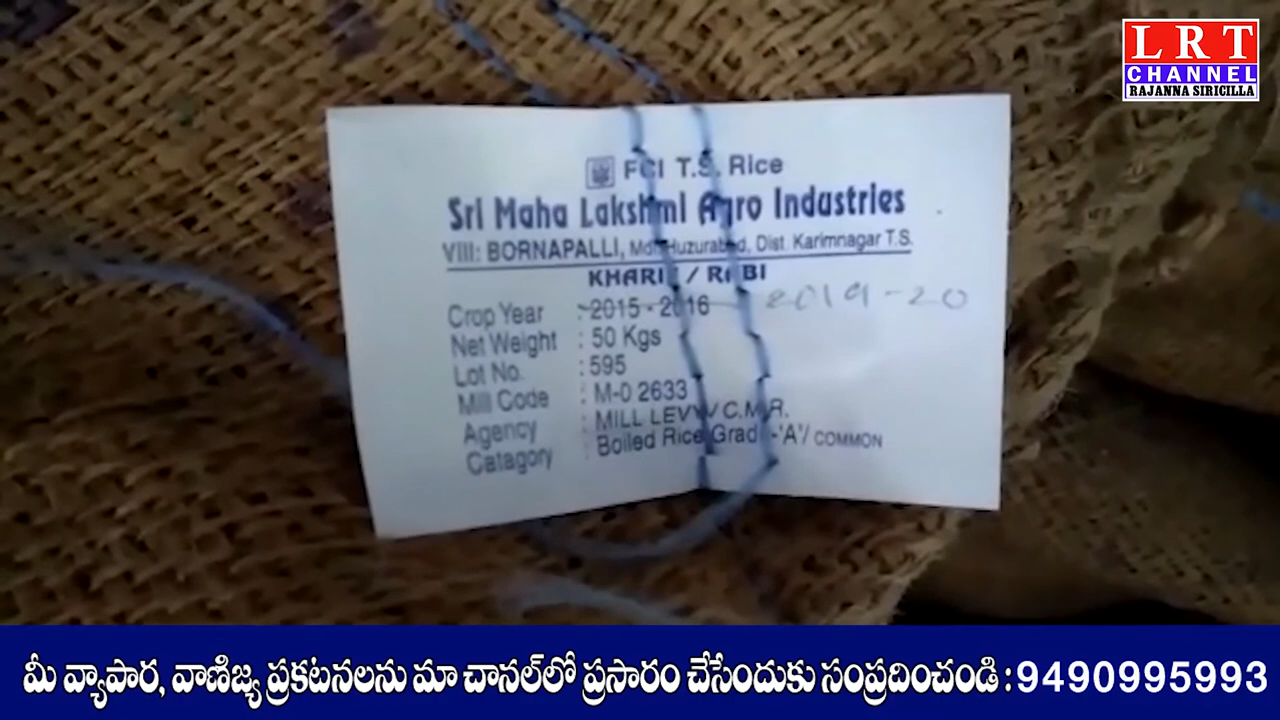 LRT
CHANNEL
RAJANNA SIRICILLA
FCI T.S. Rice
Sri Maha Lakshmi Agro Industries
Vill: BORNAPALLI, Mdl. Huzurabad, Dist. Karimnagar T.S.
KHARIF / RABI
Crop Year : 2015 - 2016 2019-20
Net Weight : 50 Kgs
Lot No. : 595
Mill Code : M-0 2633
Agency : MILL LEVY / C.M.R.
Catagory : Boiled Rice Grade-'A'/ COMMON
మీ వ్యాపార, వాణిజ్య ప్రకటనలను మా చానల్‌లో ప్రసారం చేసేందుకు సంప్రదించండి :9490995993